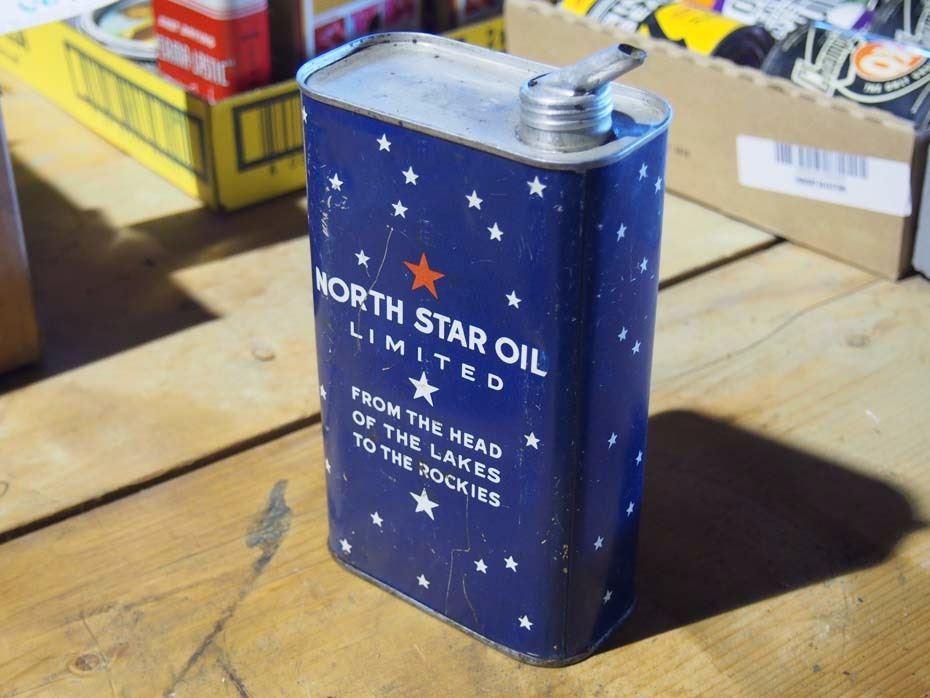 NORTH STAR OIL
LIMITED
FROM THE HEAD
OF THE LAKES
TO THE ROCKIES